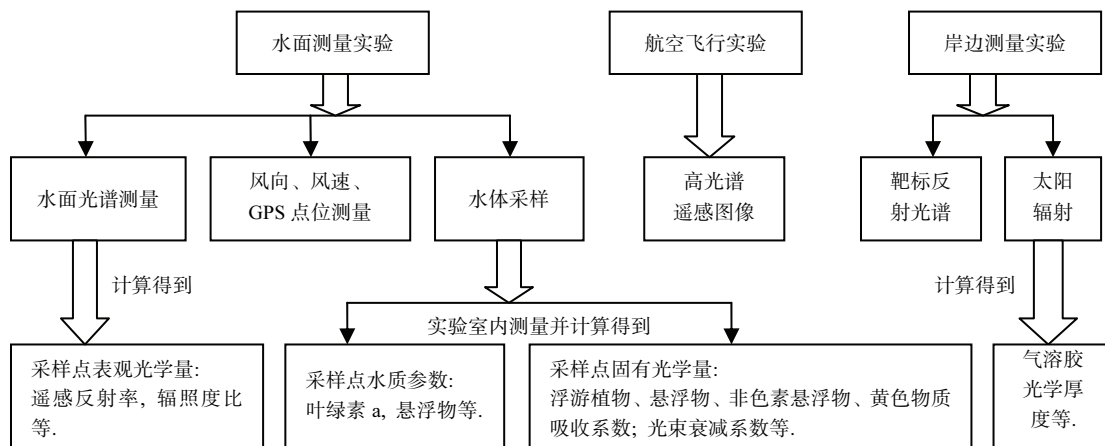 水面测量实验
航空飞行实验
岸边测量实验
水面光谱测量
风向、风速、
GPS 点位测量
水体采样
高光谱
遥感图像
靶标反
射光谱
太阳
辐射
计算得到
计算得到
实验室内测量并计算得到
采样点表观光学量:
遥感反射率, 辐照度比
等.
采样点水质参数:
叶绿素 a, 悬浮物等.
采样点固有光学量:
浮游植物、悬浮物、非色素悬浮物、黄色物质
吸收系数; 光束衰减系数等.
气溶胶
光学厚
度等.